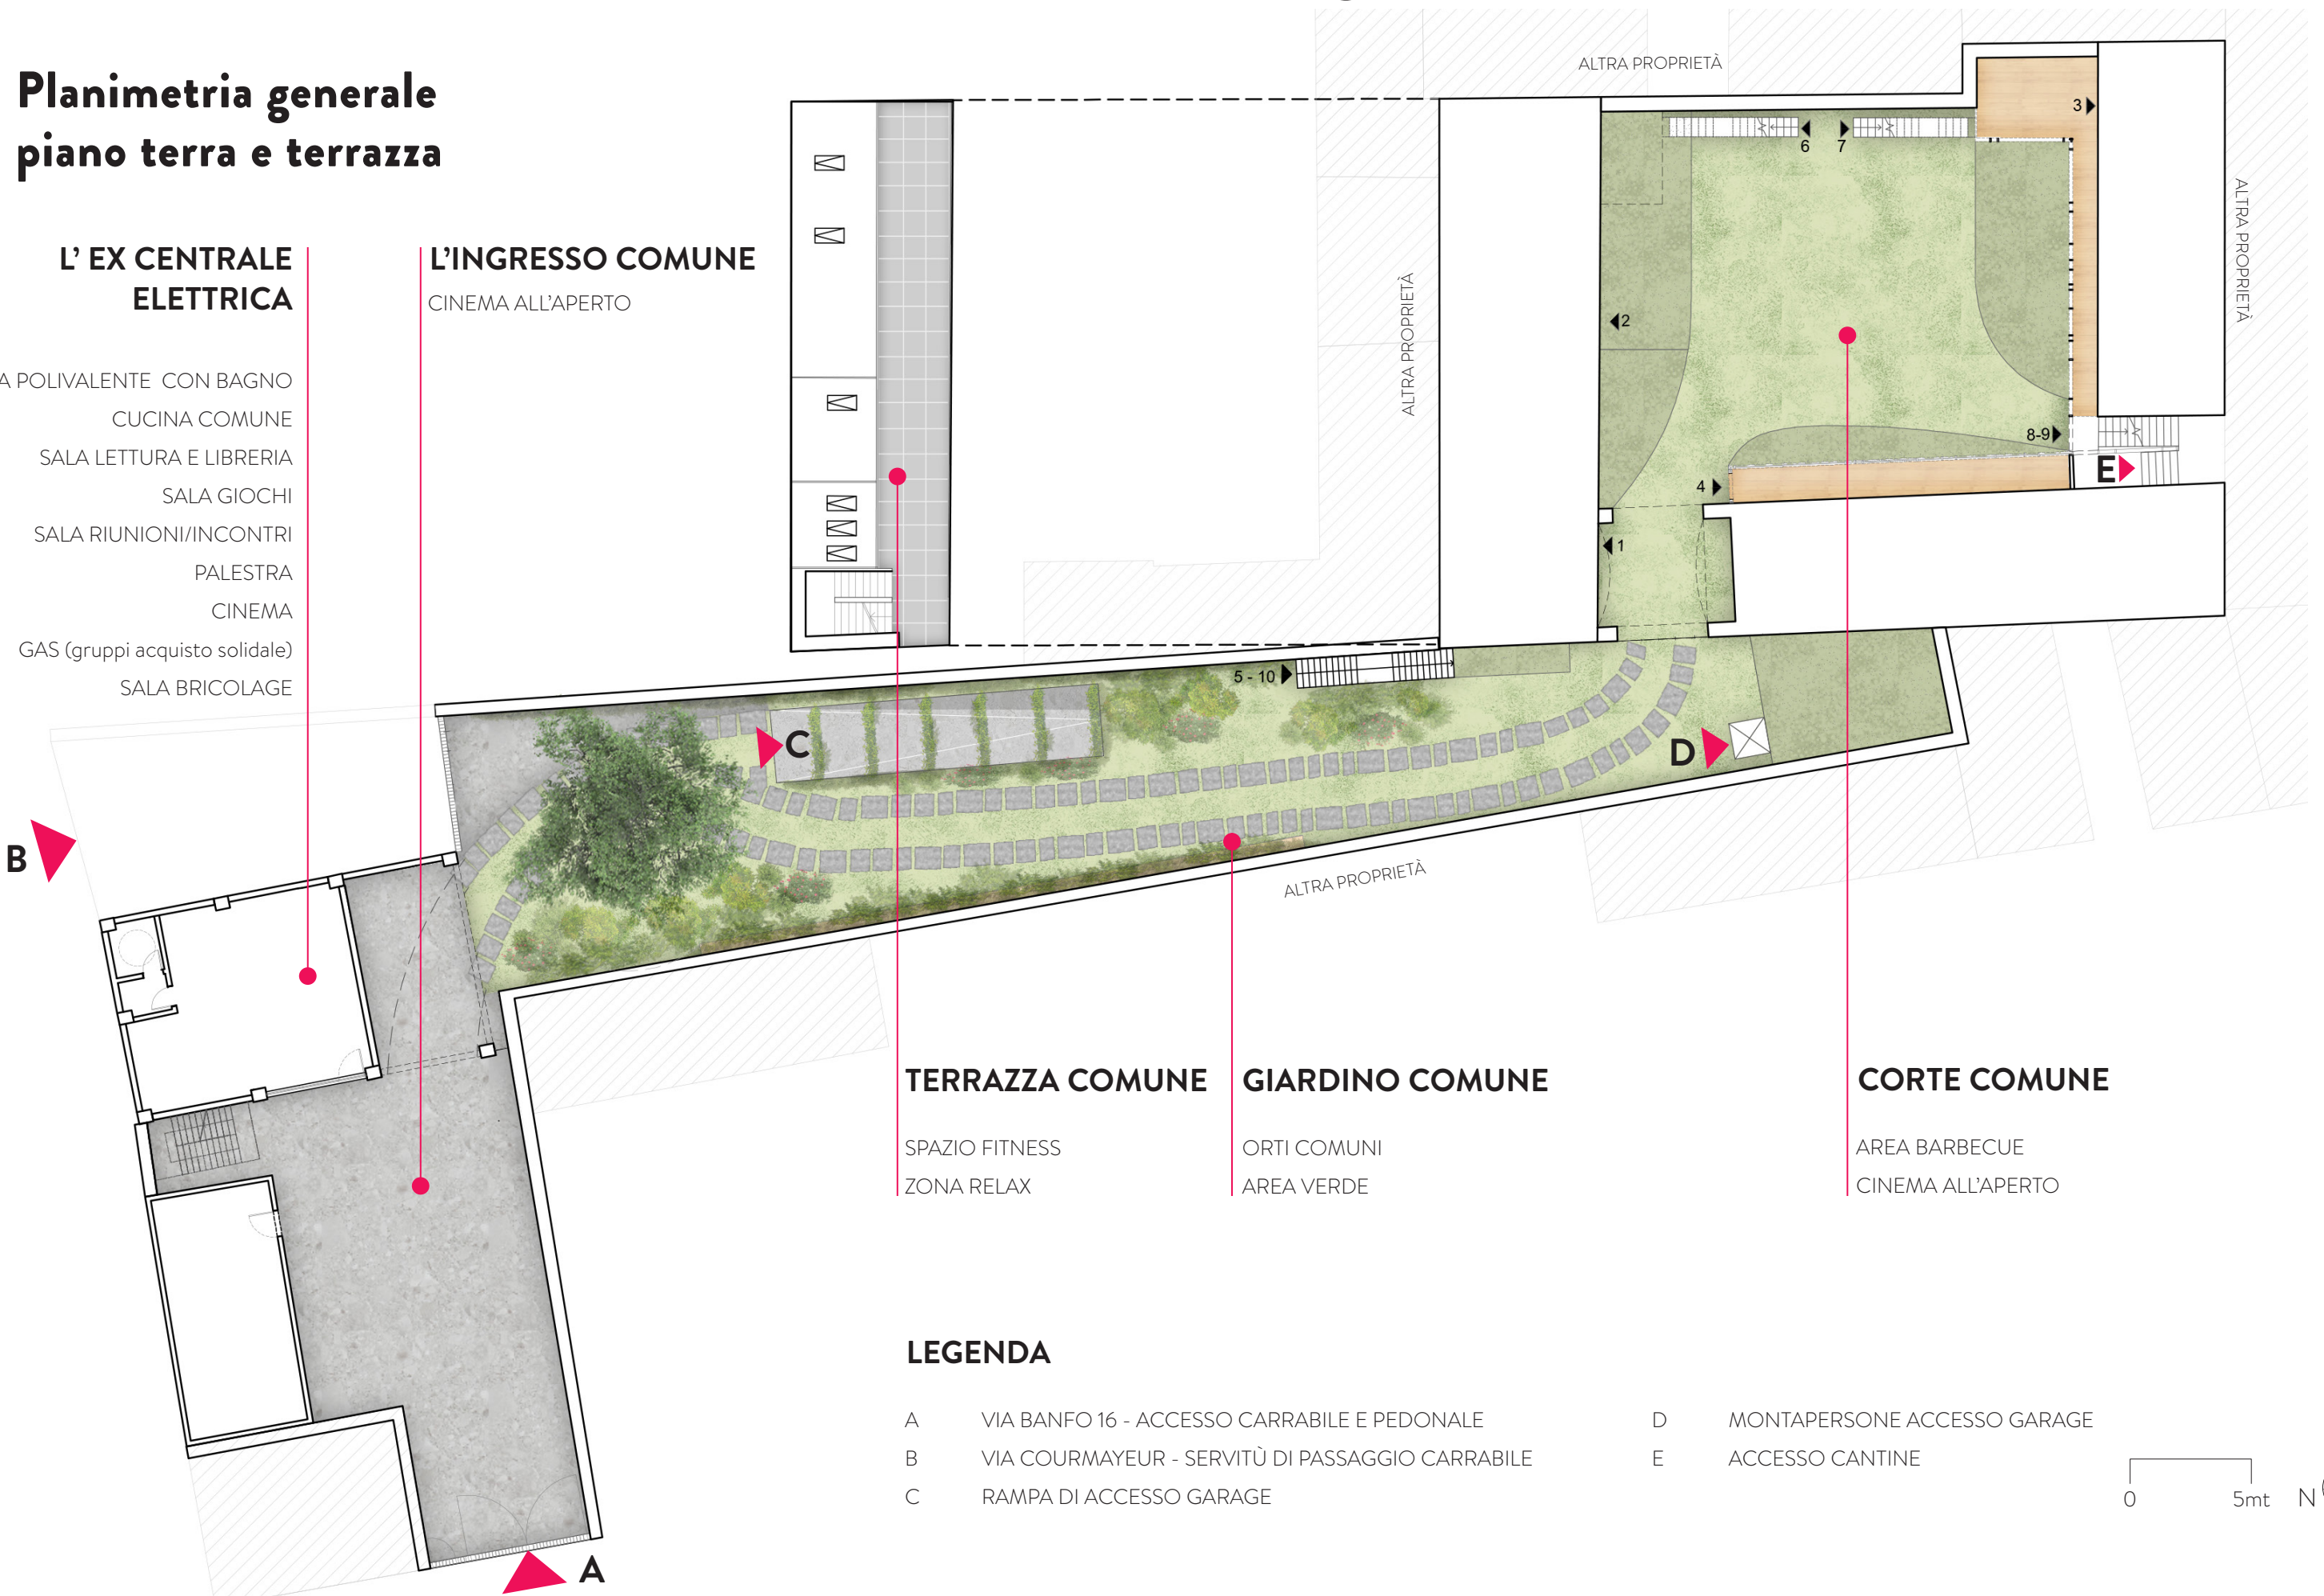 Planimetria generale
piano terra e terrazza
L' EX CENTRALE
ELETTRICA
A POLIVALENTE CON BAGNO
CUCINA COMUNE
SALA LETTURA E LIBRERIA
SALA GIOCHI
SALA RIUNIONI/INCONTRI
PALESTRA
CINEMA
GAS (gruppi acquisto solidale)
SALA BRICOLAGE
L'INGRESSO COMUNE
CINEMA ALL'APERTO
ALTRA PROPRIETÀ
ALTRA PROPRIETÀ
ALTRA PROPRIETÀ
3
6
7
2
8-9
E
4
1
5 - 10
C
D
B
ALTRA PROPRIETÀ
TERRAZZA COMUNE
SPAZIO FITNESS
ZONA RELAX
GIARDINO COMUNE
ORTI COMUNI
AREA VERDE
CORTE COMUNE
AREA BARBECUE
CINEMA ALL'APERTO
LEGENDA
A VIA BANFO 16 - ACCESSO CARRABILE E PEDONALE
B VIA COURMAYEUR - SERVITÙ DI PASSAGGIO CARRABILE
C RAMPA DI ACCESSO GARAGE
D MONTAPERSONE ACCESSO GARAGE
E ACCESSO CANTINE
0 5mt N
A